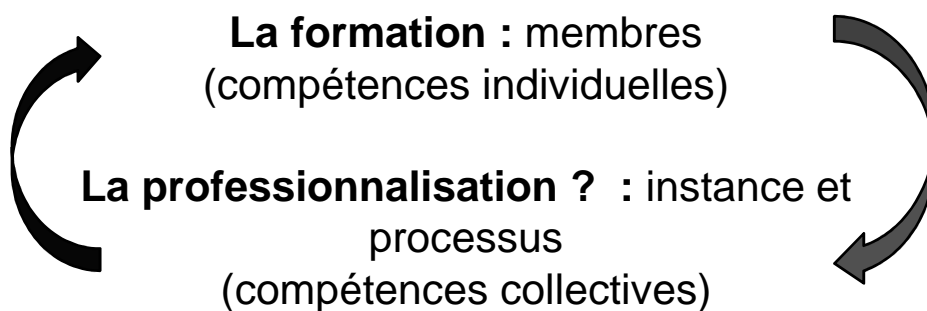 La formation : membres
(compétences individuelles)
La professionnalisation ? : instance et
processus
(compétences collectives)